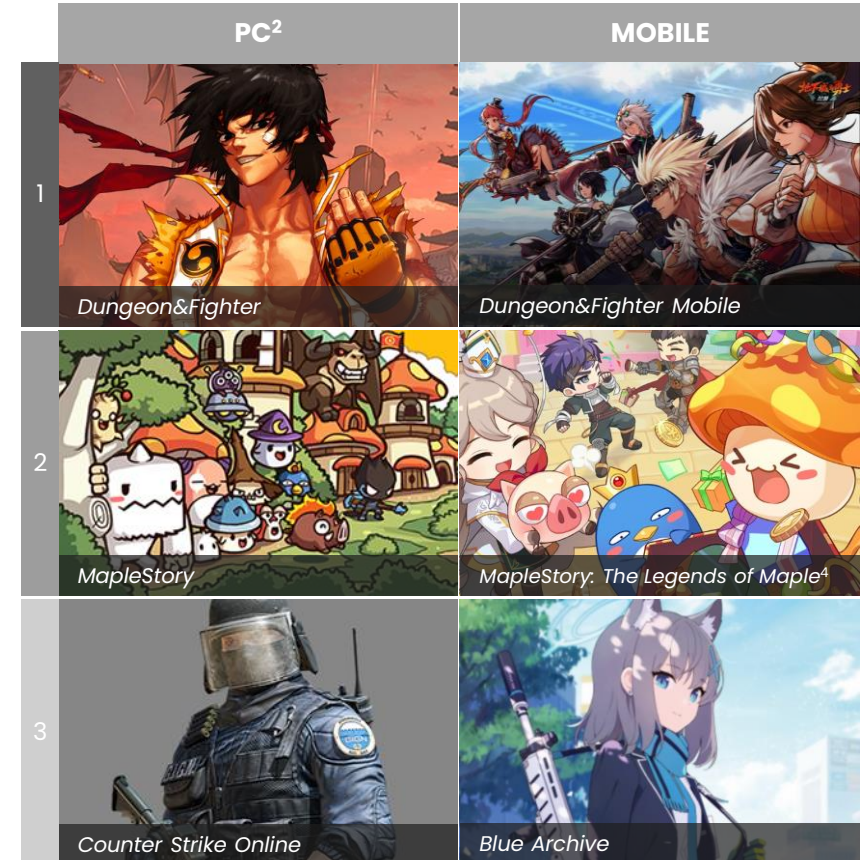 PC²
MOBILE
1
Dungeon&Fighter
Dungeon&Fighter Mobile
2
MapleStory
MapleStory: The Legends of Maple⁴
3
GIGN
Counter Strike Online
Blue Archive